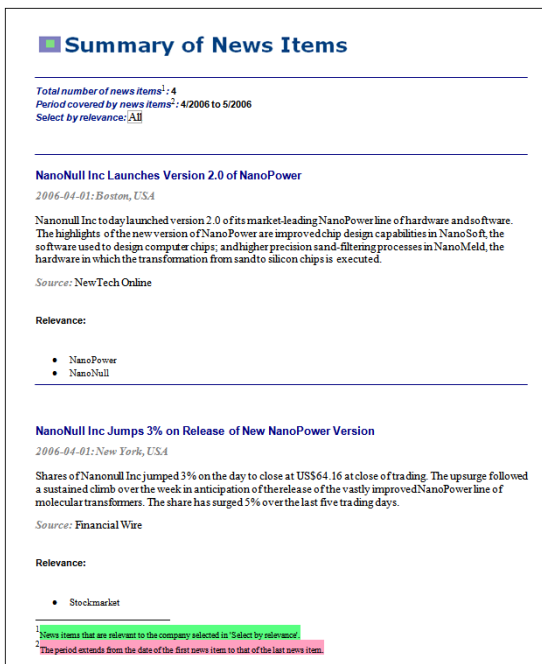 Summary of News Items
Total number of news items1: 4
Period covered by news items2: 4/2006 to 5/2006
Select by relevance: All
NanoNull Inc Launches Version 2.0 of NanoPower
2006-04-01: Boston, USA
Nanonull Inc today launched version 2.0 of its market-leading NanoPower line of hardware and software.
The highlights of the new version of NanoPower are improved chip design capabilities in NanoSoft, the
software used to design computer chips; and higher precision sand-filtering processes in NanoMeld, the
hardware in which the transformation from sand to silicon chips is executed.
Source: NewTech Online
Relevance:
• NanoPower
• NanoNull
NanoNull Inc Jumps 3% on Release of New NanoPower Version
2006-04-01: New York, USA
Shares of Nanonull Inc jumped 3% on the day to close at US$64.16 at close of trading. The upsurge followed
a sustained climb over the week in anticipation of therelease of the vastly improved NanoPower line of
molecular transformers. The share has surged 5% over the last five trading days.
Source: Financial Wire
Relevance:
• Stockmarket
1News items that are relevant to the company selected in 'Select by relevance'.
2The period extends from the date of the first news item to that of the last news item.